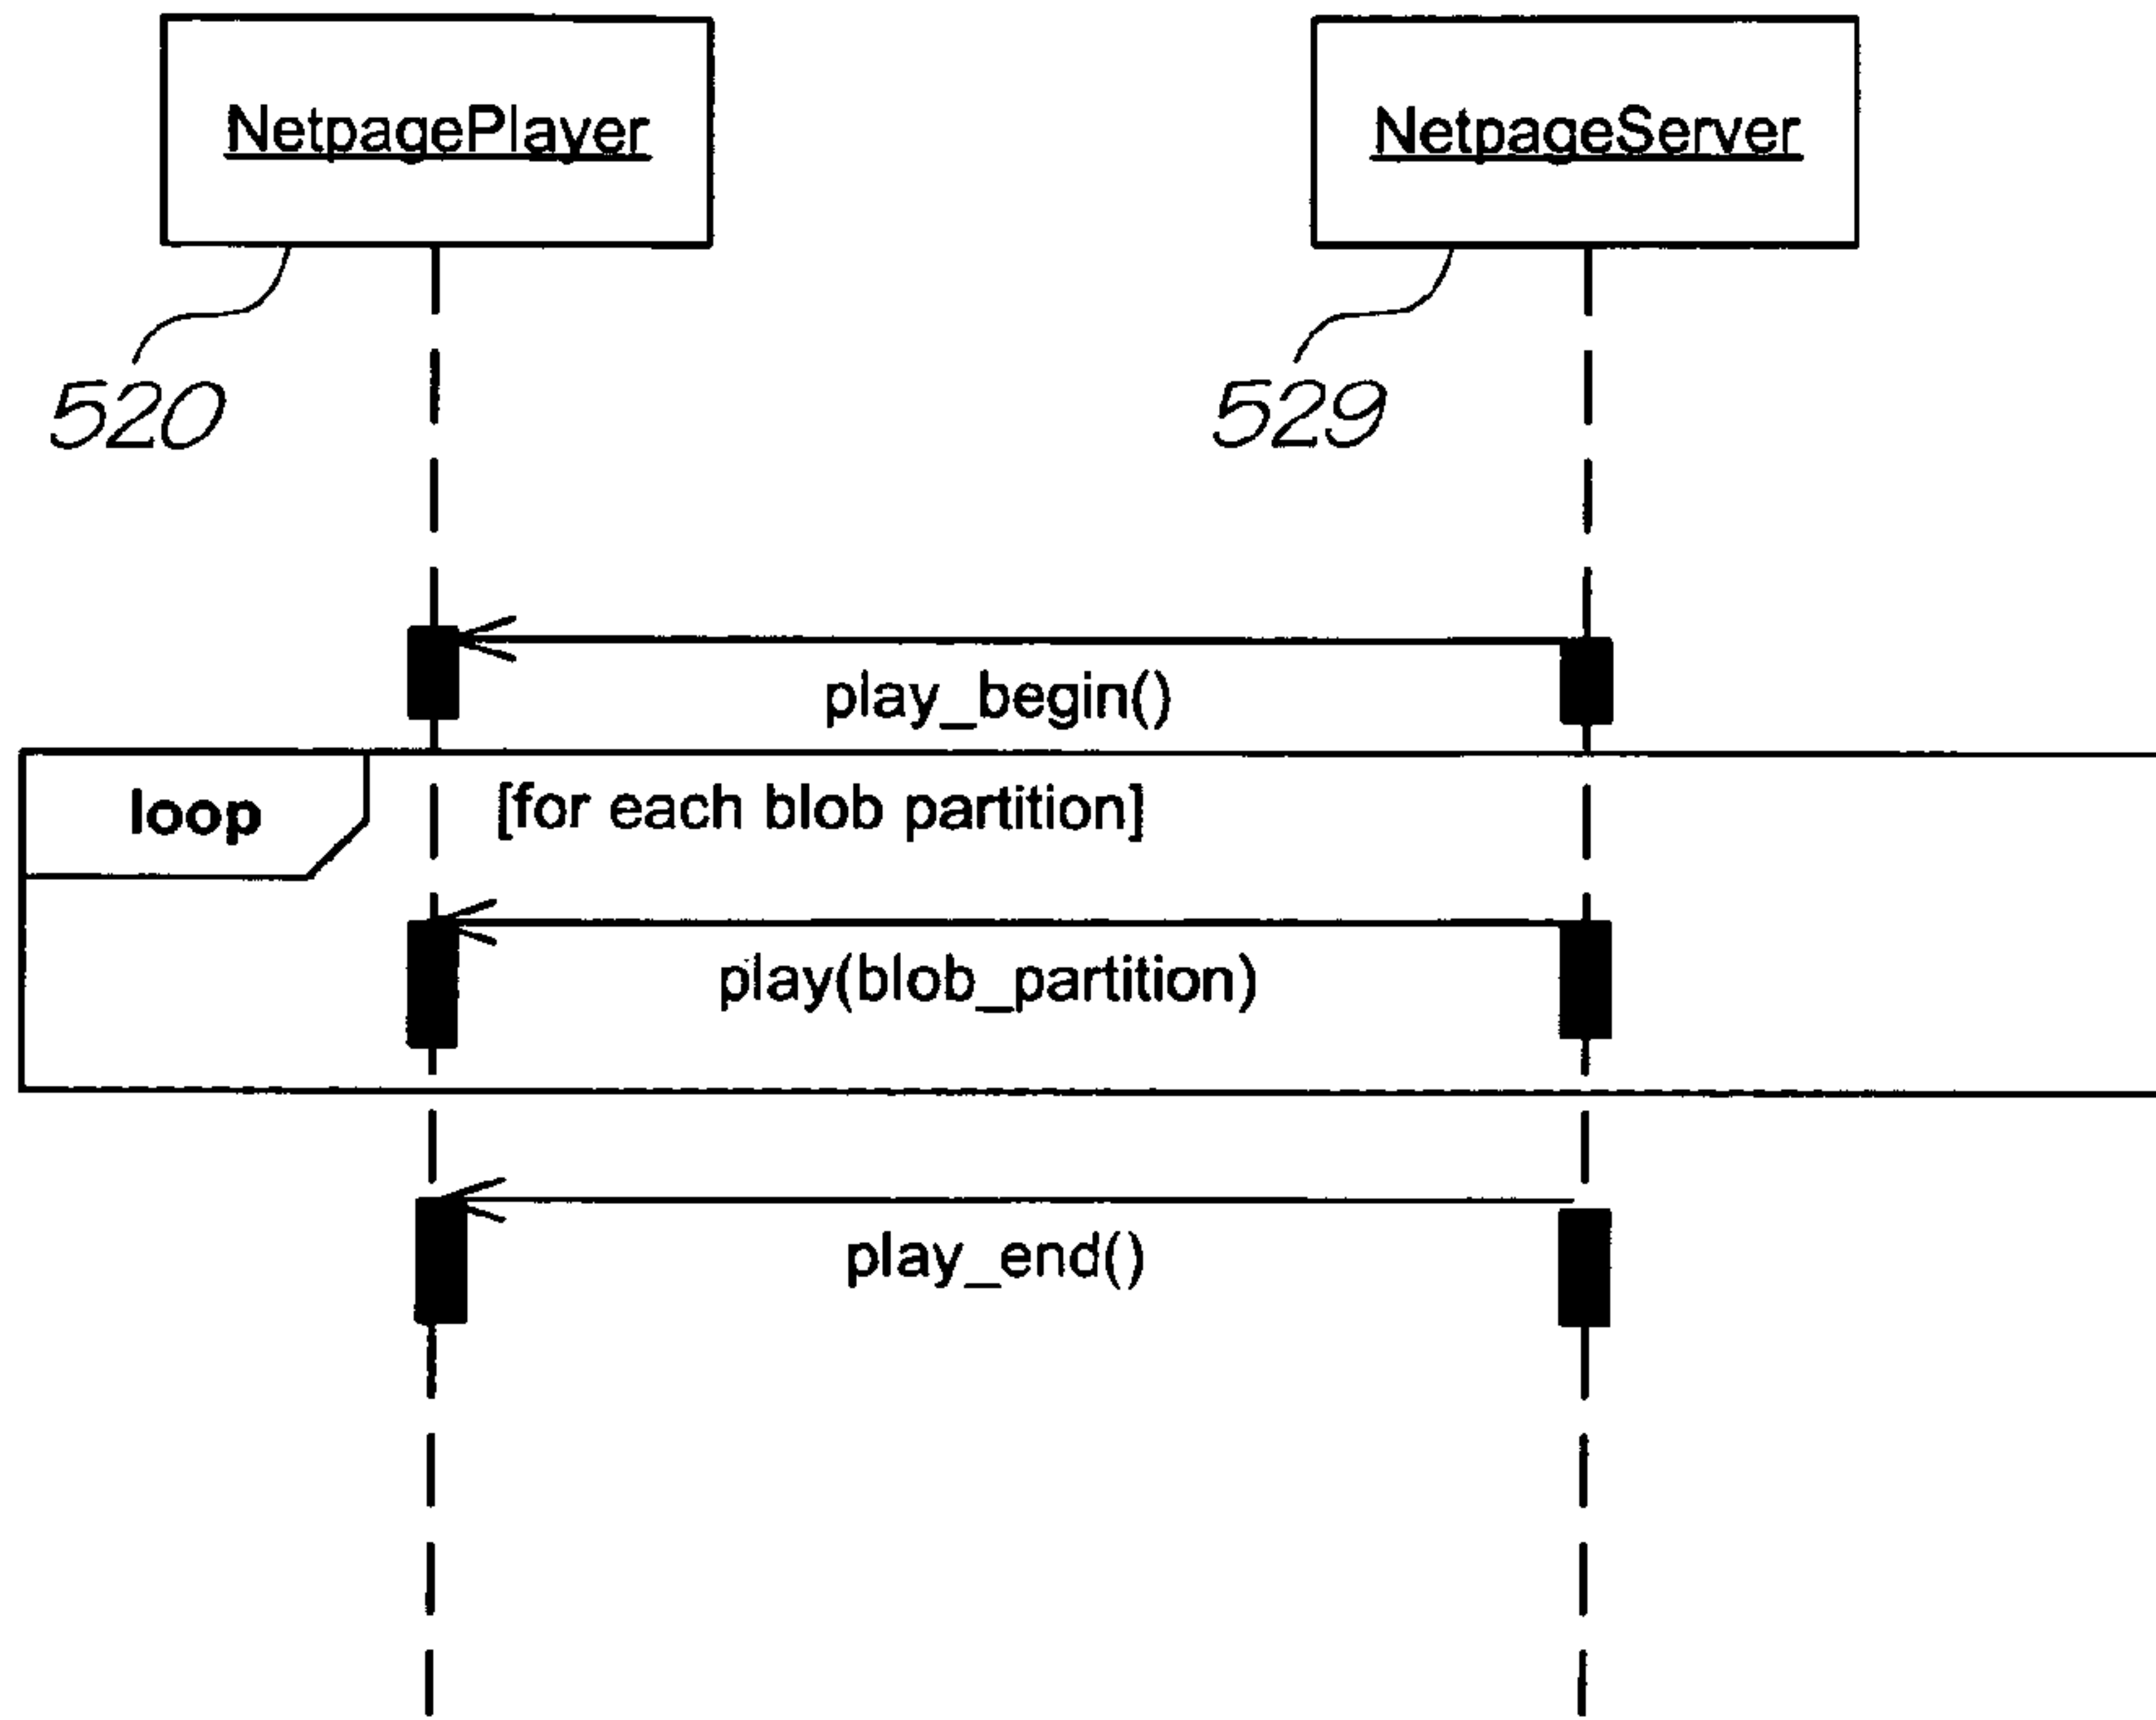 NetpagePlayer
NetpageServer
520
529
play_begin()
loop
[for each blob partition]
play(blob_partition)
play_end()